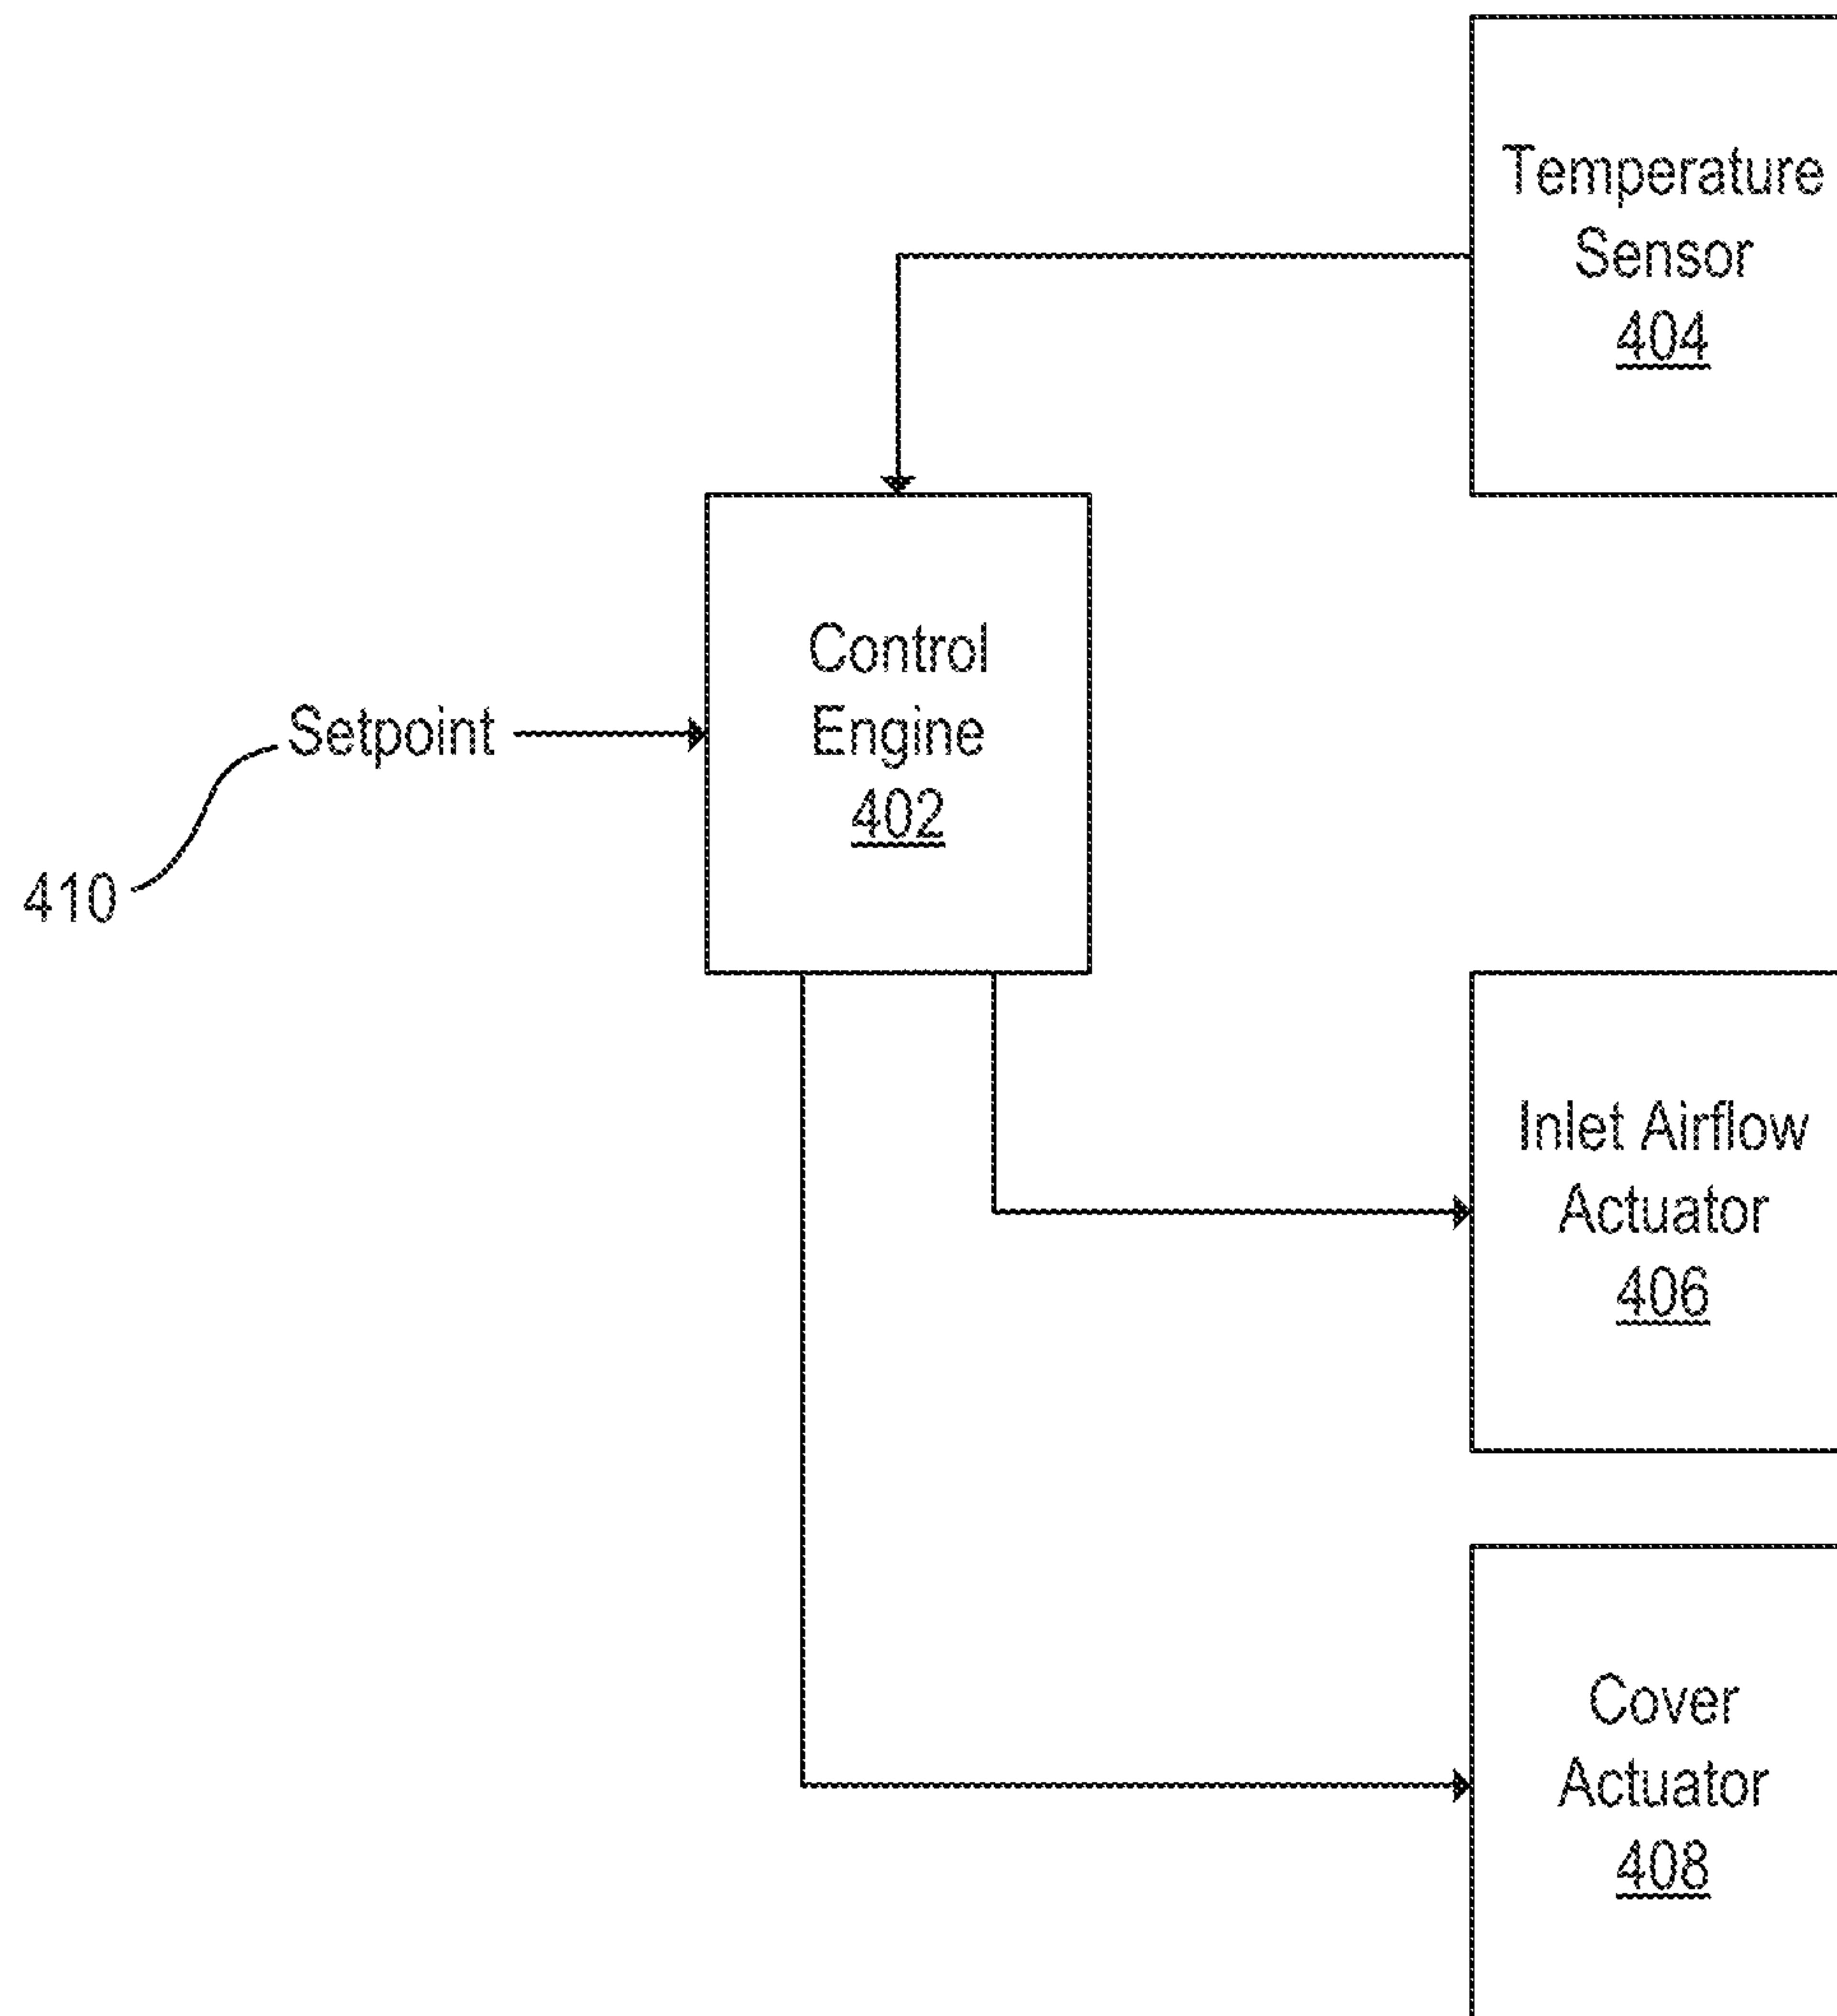 Temperature
Sensor
404
Control
Engine
402
Setpoint
410
Inlet Airflow
Actuator
406
Cover
Actuator
408